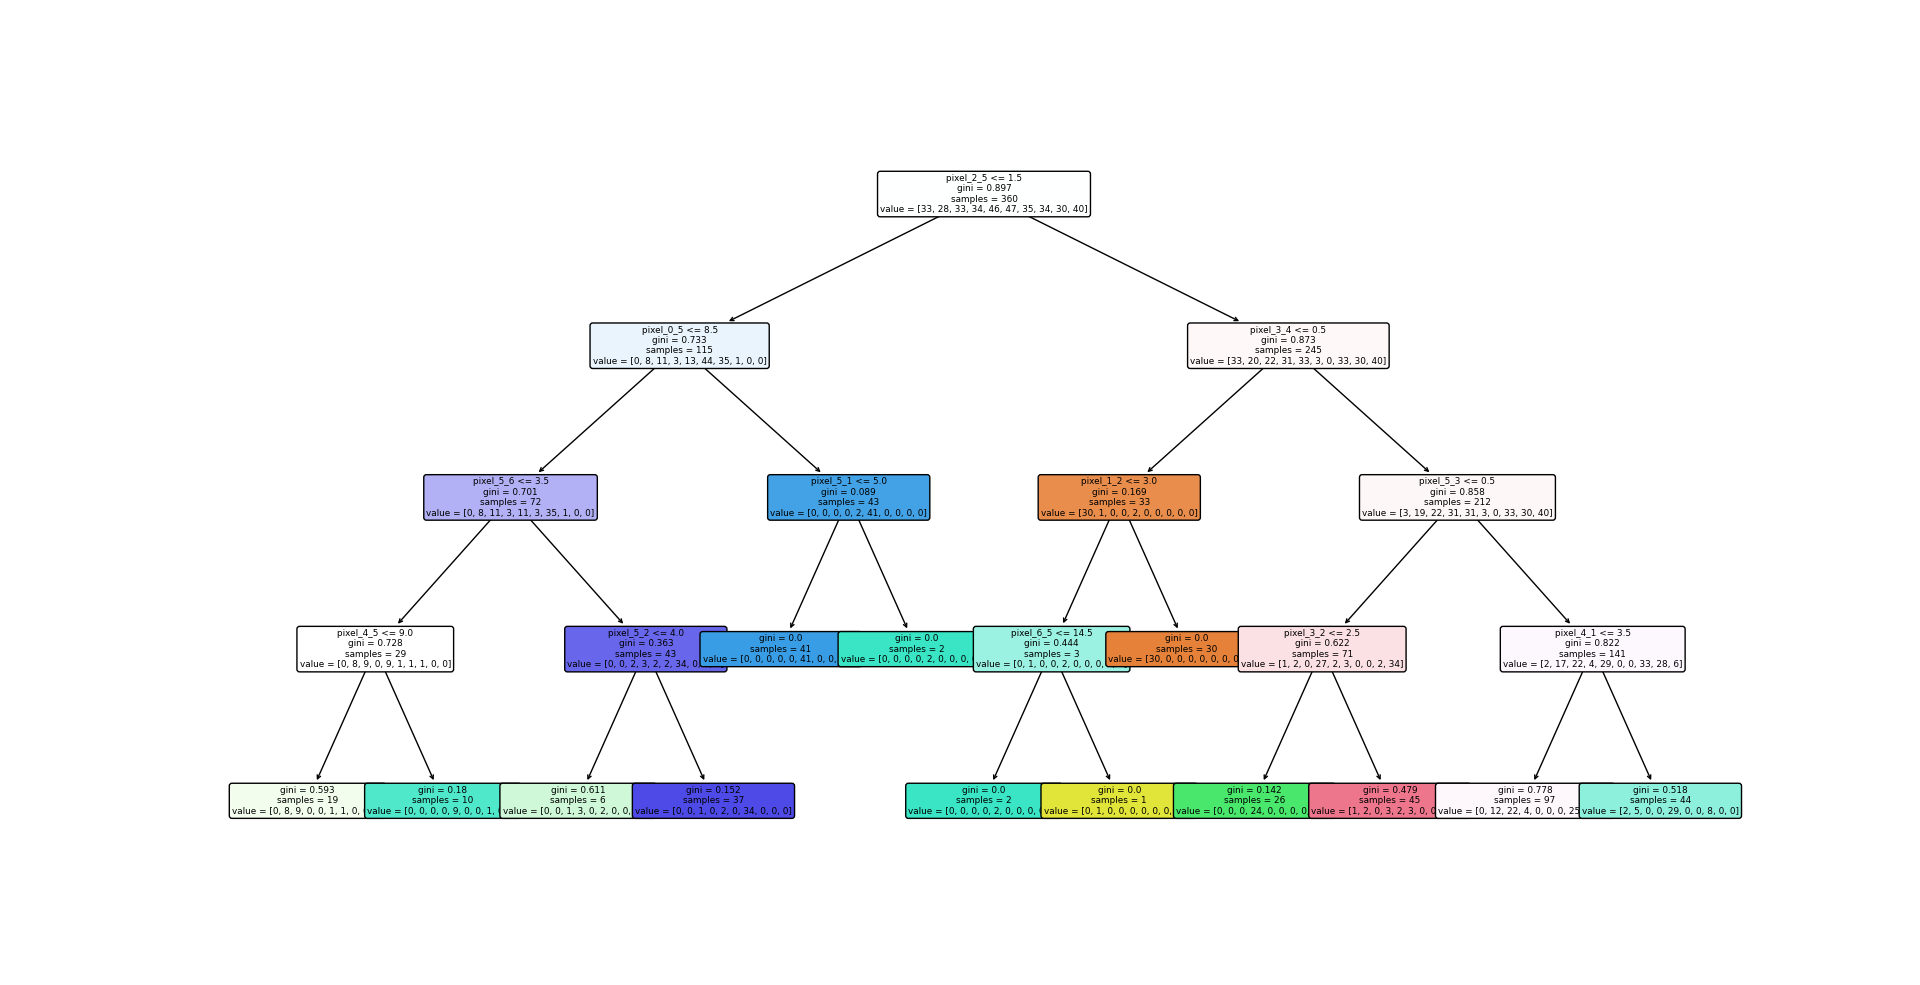 pixel_2_5 <= 1.5
gini = 0.897
samples = 360
value = [33, 28, 33, 34, 46, 47, 35, 34, 30, 40]
pixel_0_5 <= 8.5
gini = 0.733
samples = 115
value = [0, 8, 11, 3, 13, 44, 35, 1, 0, 0]
pixel_3_4 <= 0.5
gini = 0.873
samples = 245
value = [33, 20, 22, 31, 33, 3, 0, 33, 30, 40]
pixel_5_6 <= 3.5
gini = 0.701
samples = 72
value = [0, 8, 11, 3, 11, 3, 35, 1, 0, 0]
pixel_5_1 <= 5.0
gini = 0.089
samples = 43
value = [0, 0, 0, 0, 2, 41, 0, 0, 0, 0]
pixel_1_2 <= 3.0
gini = 0.169
samples = 33
value = [30, 1, 0, 0, 2, 0, 0, 0, 0, 0]
pixel_5_3 <= 0.5
gini = 0.858
samples = 212
value = [3, 19, 22, 31, 31, 3, 0, 33, 30, 40]
pixel_4_5 <= 9.0
gini = 0.728
samples = 29
value = [0, 8, 9, 0, 9, 1, 1, 1, 0, 0]
pixel_5_2 <= 4.0
gini = 0.363
samples = 43
value = [0, 0, 2, 3, 2, 2, 34, 0,
gini = 0.0
samples = 41
value = [0, 0, 0, 0, 0, 41, 0, 0,
gini = 0.0
samples = 2
value = [0, 0, 0, 0, 2, 0, 0, 0,
pixel_6_5 <= 14.5
gini = 0.444
samples = 3
value = [0, 1, 0, 0, 2, 0, 0, 0,
gini = 0.0
samples = 30
value = [30, 0, 0, 0, 0, 0, 0, 0
pixel_3_2 <= 2.5
gini = 0.622
samples = 71
value = [1, 2, 0, 27, 2, 3, 0, 0, 2, 34]
pixel_4_1 <= 3.5
gini = 0.822
samples = 141
value = [2, 17, 22, 4, 29, 0, 0, 33, 28, 6]
gini = 0.593
samples = 19
value = [0, 8, 9, 0, 0, 1, 1, 0,
gini = 0.18
samples = 10
value = [0, 0, 0, 0, 9, 0, 0, 1,
gini = 0.611
samples = 6
value = [0, 0, 1, 3, 0, 2, 0, 0,
gini = 0.152
samples = 37
value = [0, 0, 1, 0, 2, 0, 34, 0, 0, 0]
gini = 0.0
samples = 2
value = [0, 0, 0, 0, 2, 0, 0, 0,
gini = 0.0
samples = 1
value = [0, 1, 0, 0, 0, 0, 0, 0,
gini = 0.142
samples = 26
value = [0, 0, 0, 24, 0, 0, 0, 0
gini = 0.479
samples = 45
value = [1, 2, 0, 3, 2, 3, 0, 0
gini = 0.778
samples = 97
value = [0, 12, 22, 4, 0, 0, 0, 25
gini = 0.518
samples = 44
value = [2, 5, 0, 0, 29, 0, 0, 8, 0, 0]